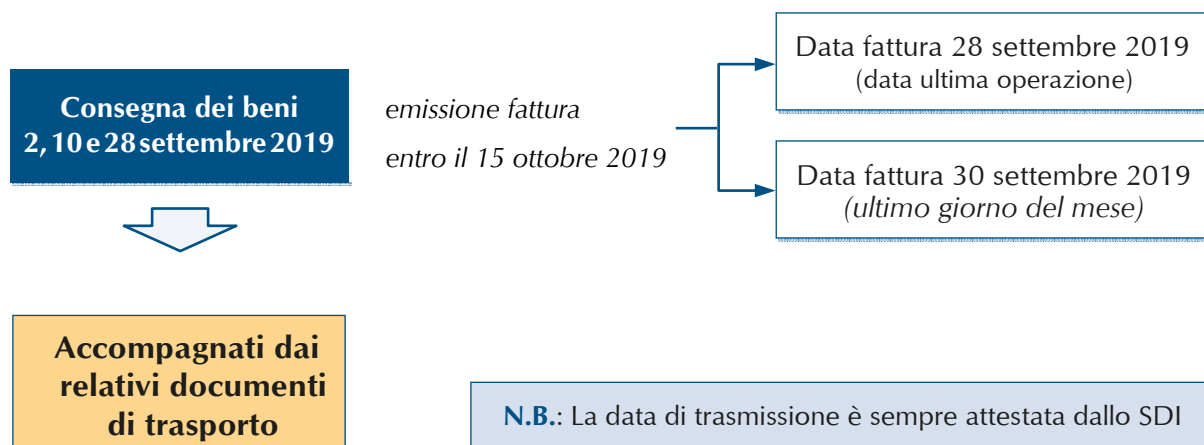 Consegna dei beni
2, 10 e 28 settembre 2019
emissione fattura
entro il 15 ottobre 2019
Data fattura 28 settembre 2019
(data ultima operazione)
Data fattura 30 settembre 2019
(ultimo giorno del mese)
Accompagnati dai
relativi documenti
di trasporto
N.B.: La data di trasmissione è sempre attestata dallo SDI